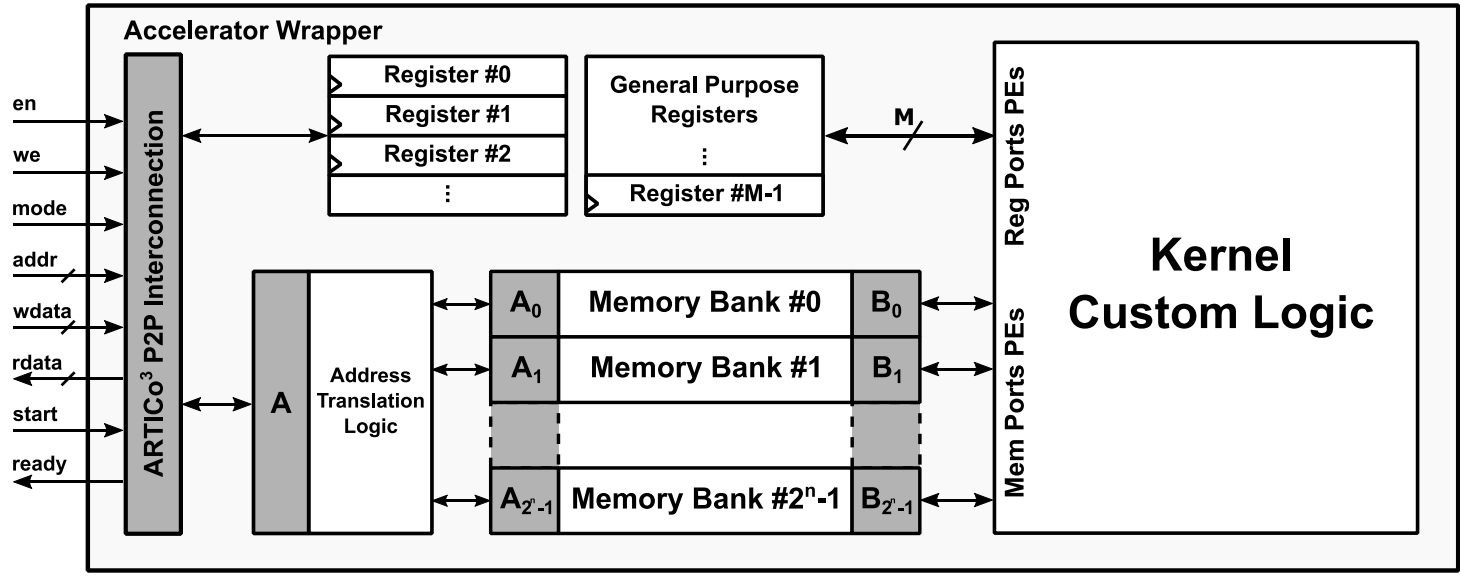 Accelerator Wrapper
en
we
mode
addr
wdata
rdata
start
ready
ARTICo³ P2P Interconnection
Register #0
Register #1
Register #2
⋮
General Purpose
Registers
⋮
Register #M-1
M
A
Address
Translation
Logic
A₀ Memory Bank #0 B₀
A₁ Memory Bank #1 B₁
A₂ⁿ₋₁ Memory Bank #2ⁿ-1 B₂ⁿ₋₁
Reg Ports PEs
Mem Ports PEs
Kernel
Custom Logic